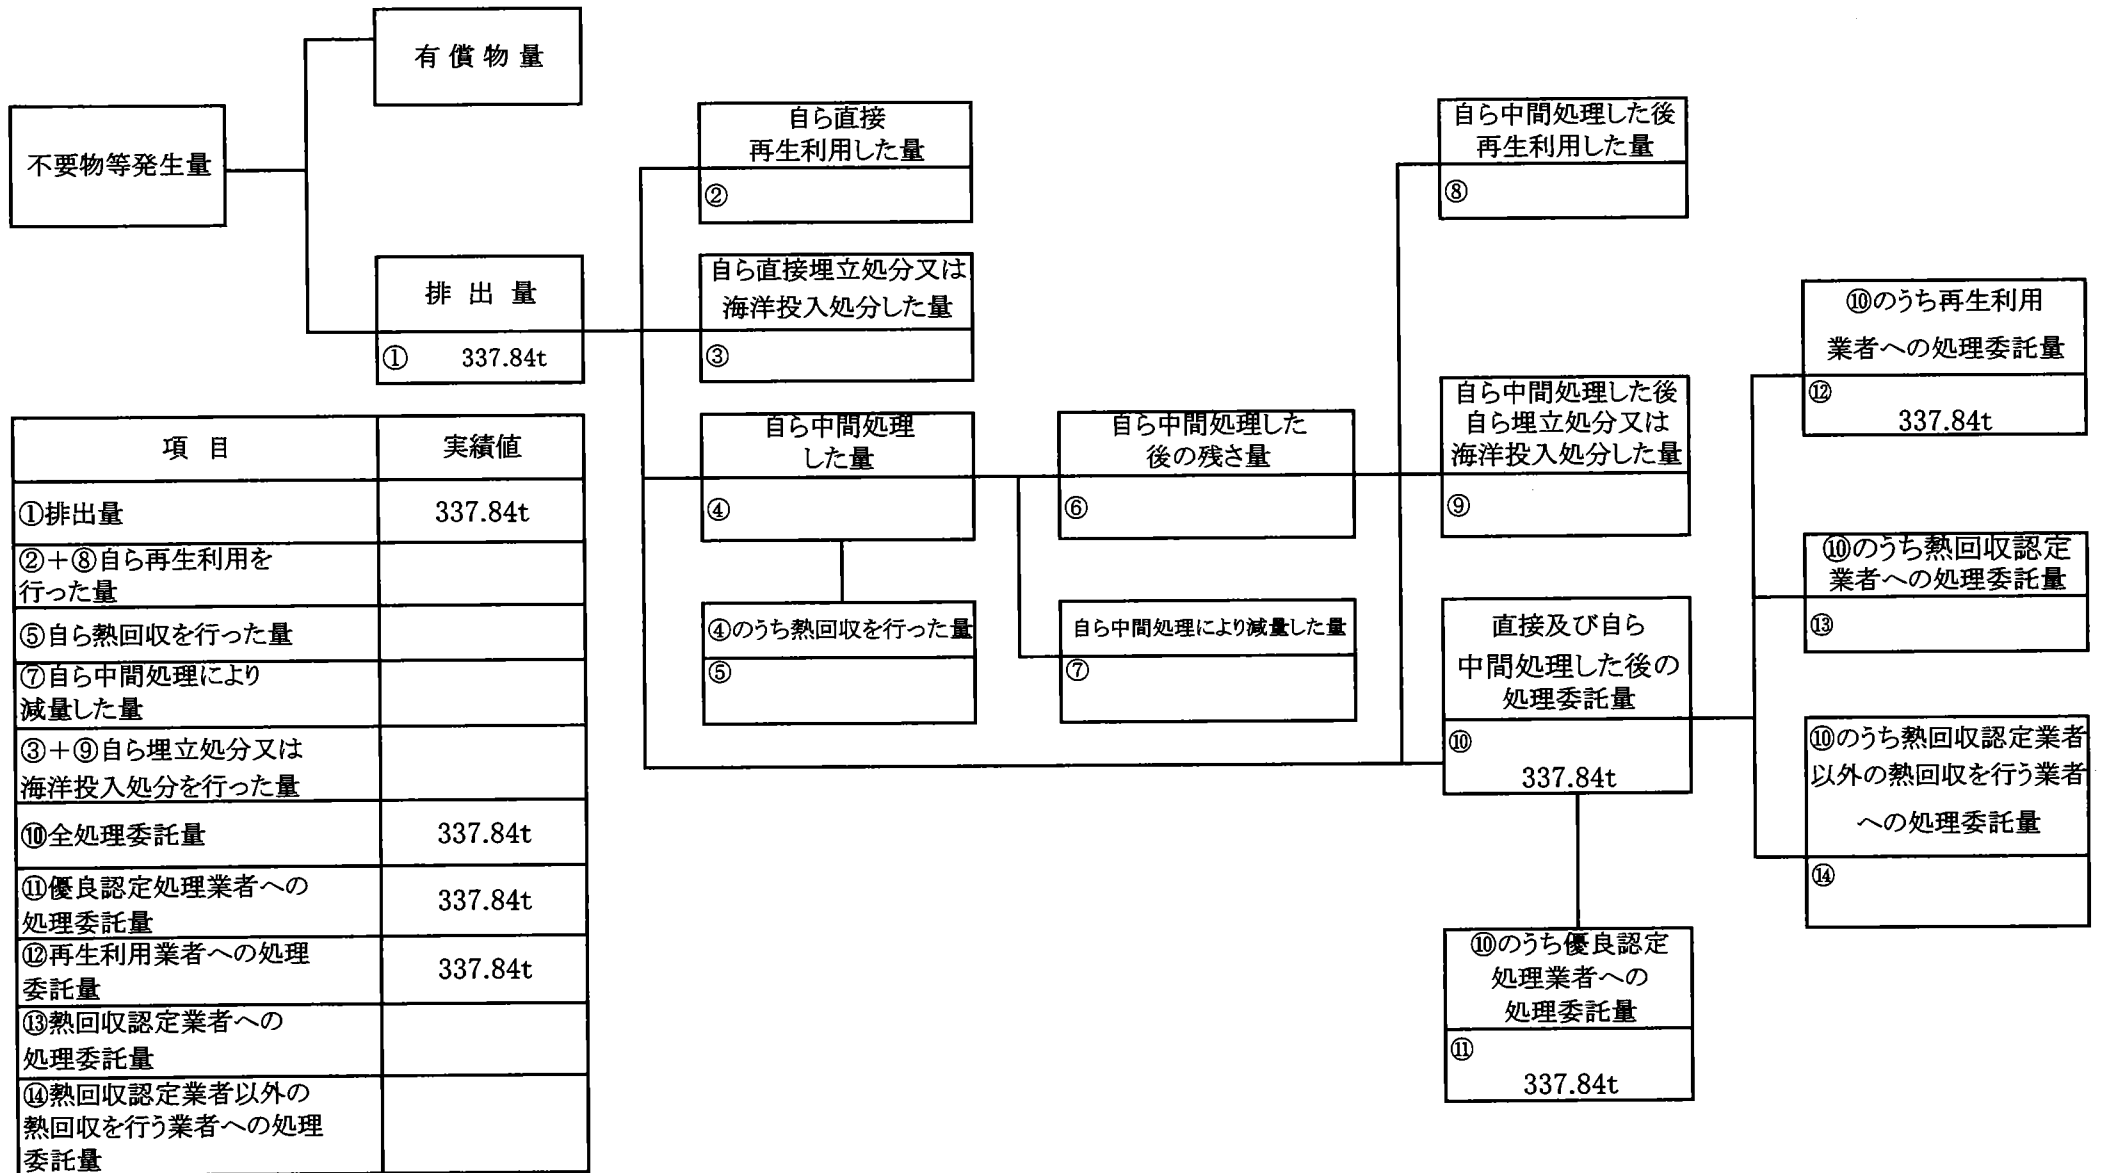 有償物量
不要物等発生量
排出量
① 337.84t
自ら直接
再生利用した量
②
自ら直接埋立処分又は
海洋投入処分した量
③
自ら中間処理
した量
④
④のうち熱回収を行った量
⑤
自ら中間処理した
後の残さ量
⑥
自ら中間処理により減量した量
⑦
自ら中間処理した後
再生利用した量
⑧
自ら中間処理した後
自ら埋立処分又は
海洋投入処分した量
⑨
直接及び自ら
中間処理した後の
処理委託量
⑩
337.84t
⑩のうち優良認定
処理業者への
処理委託量
⑪
337.84t
⑩のうち再生利用
業者への処理委託量
⑫
337.84t
⑩のうち熱回収認定
業者への処理委託量
⑬
⑩のうち熱回収認定業者
以外の熱回収を行う業者
への処理委託量
⑭
項目 実績値
①排出量 337.84t
②+⑧自ら再生利用を
行った量
⑤自ら熱回収を行った量
⑦自ら中間処理により
減量した量
③+⑨自ら埋立処分又は
海洋投入処分を行った量
⑩全処理委託量 337.84t
⑪優良認定処理業者への
処理委託量 337.84t
⑫再生利用業者への処理
委託量 337.84t
⑬熱回収認定業者への
処理委託量
⑭熱回収認定業者以外の
熱回収を行う業者への処理
委託量